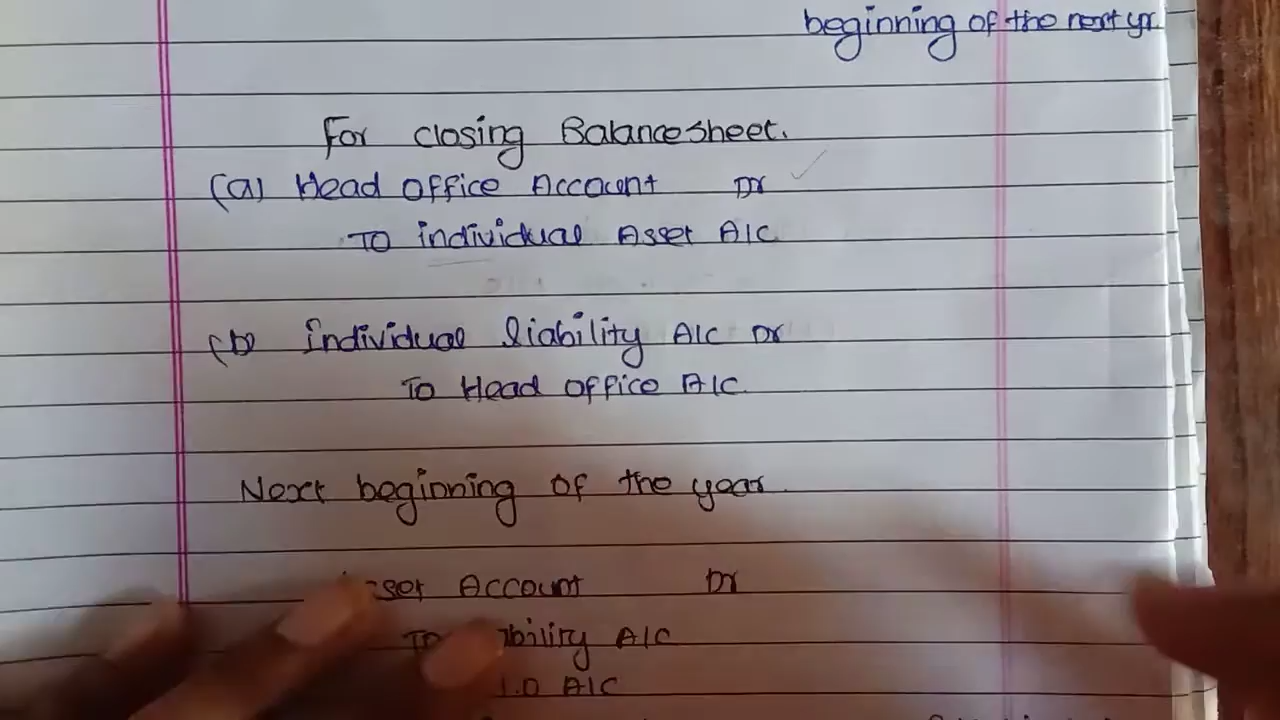 beginning of the next yr.
For closing Balancesheet.
(a) Head office Account Dr
To individual Asset A/C
(b) Individual liability A/C Dr
To Head office A/C
Next beginning of the year.
Account Dr
To A/C
A/C